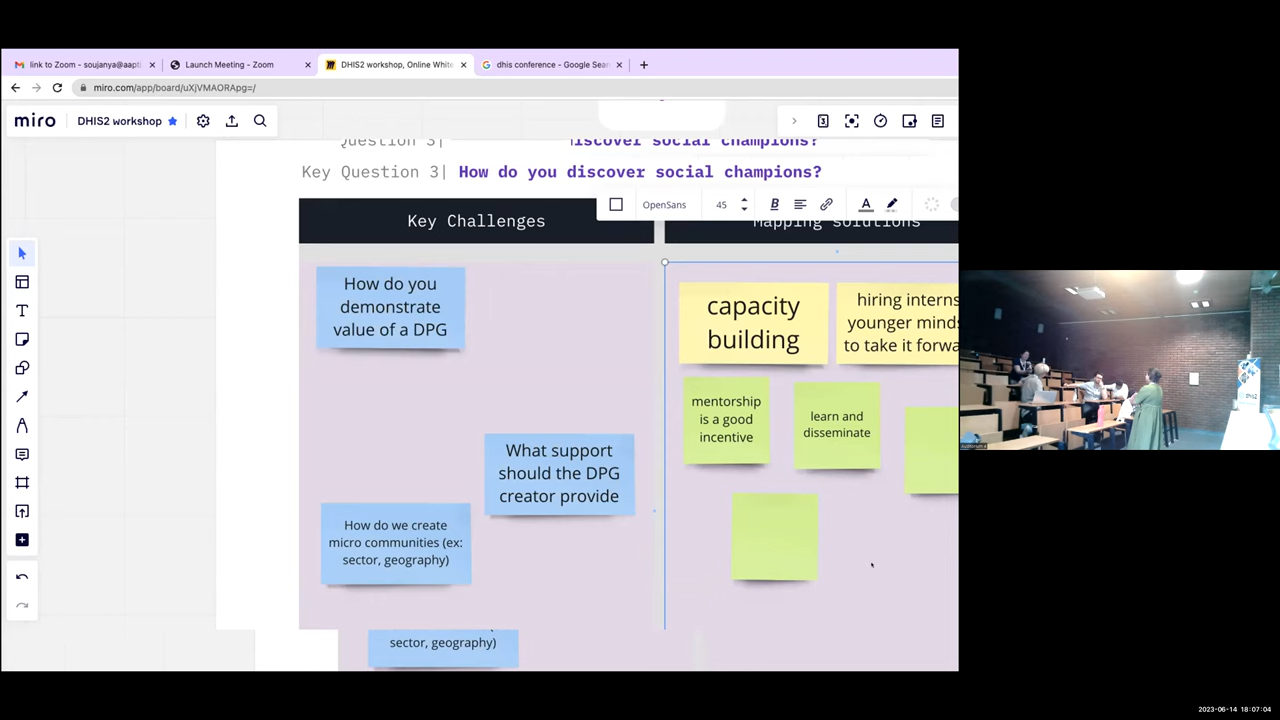 link to Zoom - soujanya@aapti
Launch Meeting - Zoom
DHIS2 workshop, Online White
dhis conference - Google Sear
miro.com/app/board/uXjVMAORApg=/
miro
DHIS2 workshop
Question 3|
discover social champions?
Key Question 3| How do you discover social champions?
OpenSans
45
B
A
Key Challenges
Mapping solutions
How do you
demonstrate
value of a DPG
What support
should the DPG
creator provide
How do we create
micro communities (ex:
sector, geography)
sector, geography)
capacity
building
hiring interns
younger minds
to take it forwa
mentorship
is a good
incentive
learn and
disseminate
DHIS2
2023-06-14 18:07:04